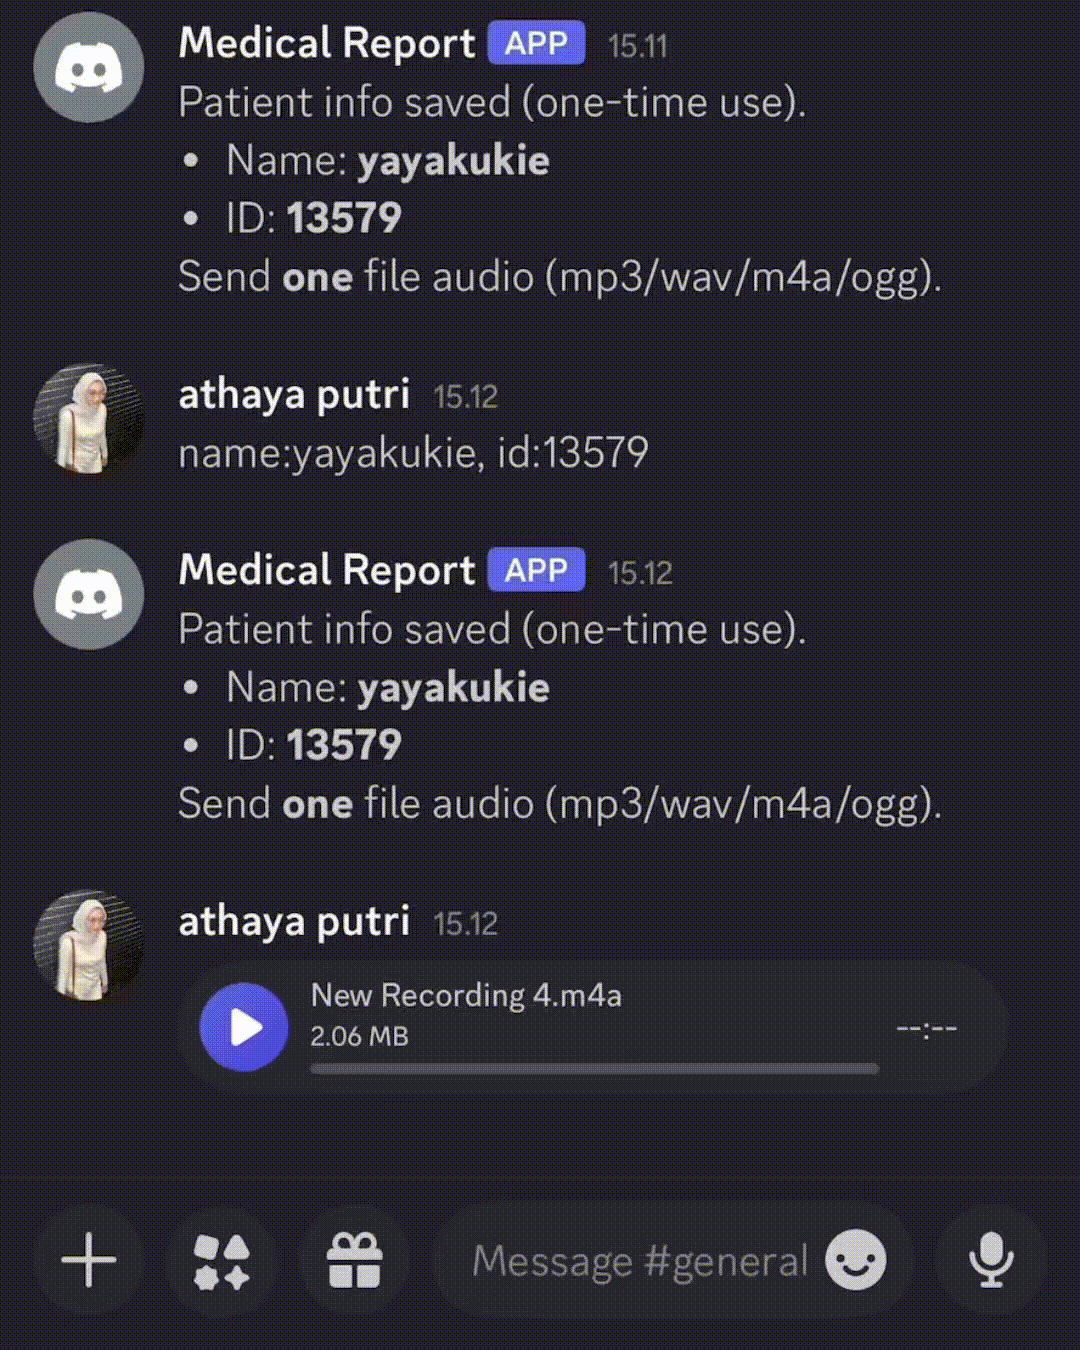 Medical Report APP 15.11
Patient info saved (one-time use).
• Name: yayakukie
• ID: 13579
Send one file audio (mp3/wav/m4a/ogg).
athaya putri 15.12
name:yayakukie, id:13579
Medical Report APP 15.12
Patient info saved (one-time use).
• Name: yayakukie
• ID: 13579
Send one file audio (mp3/wav/m4a/ogg).
athaya putri 15.12
New Recording 4.m4a
2.06 MB
--:--
Message #general